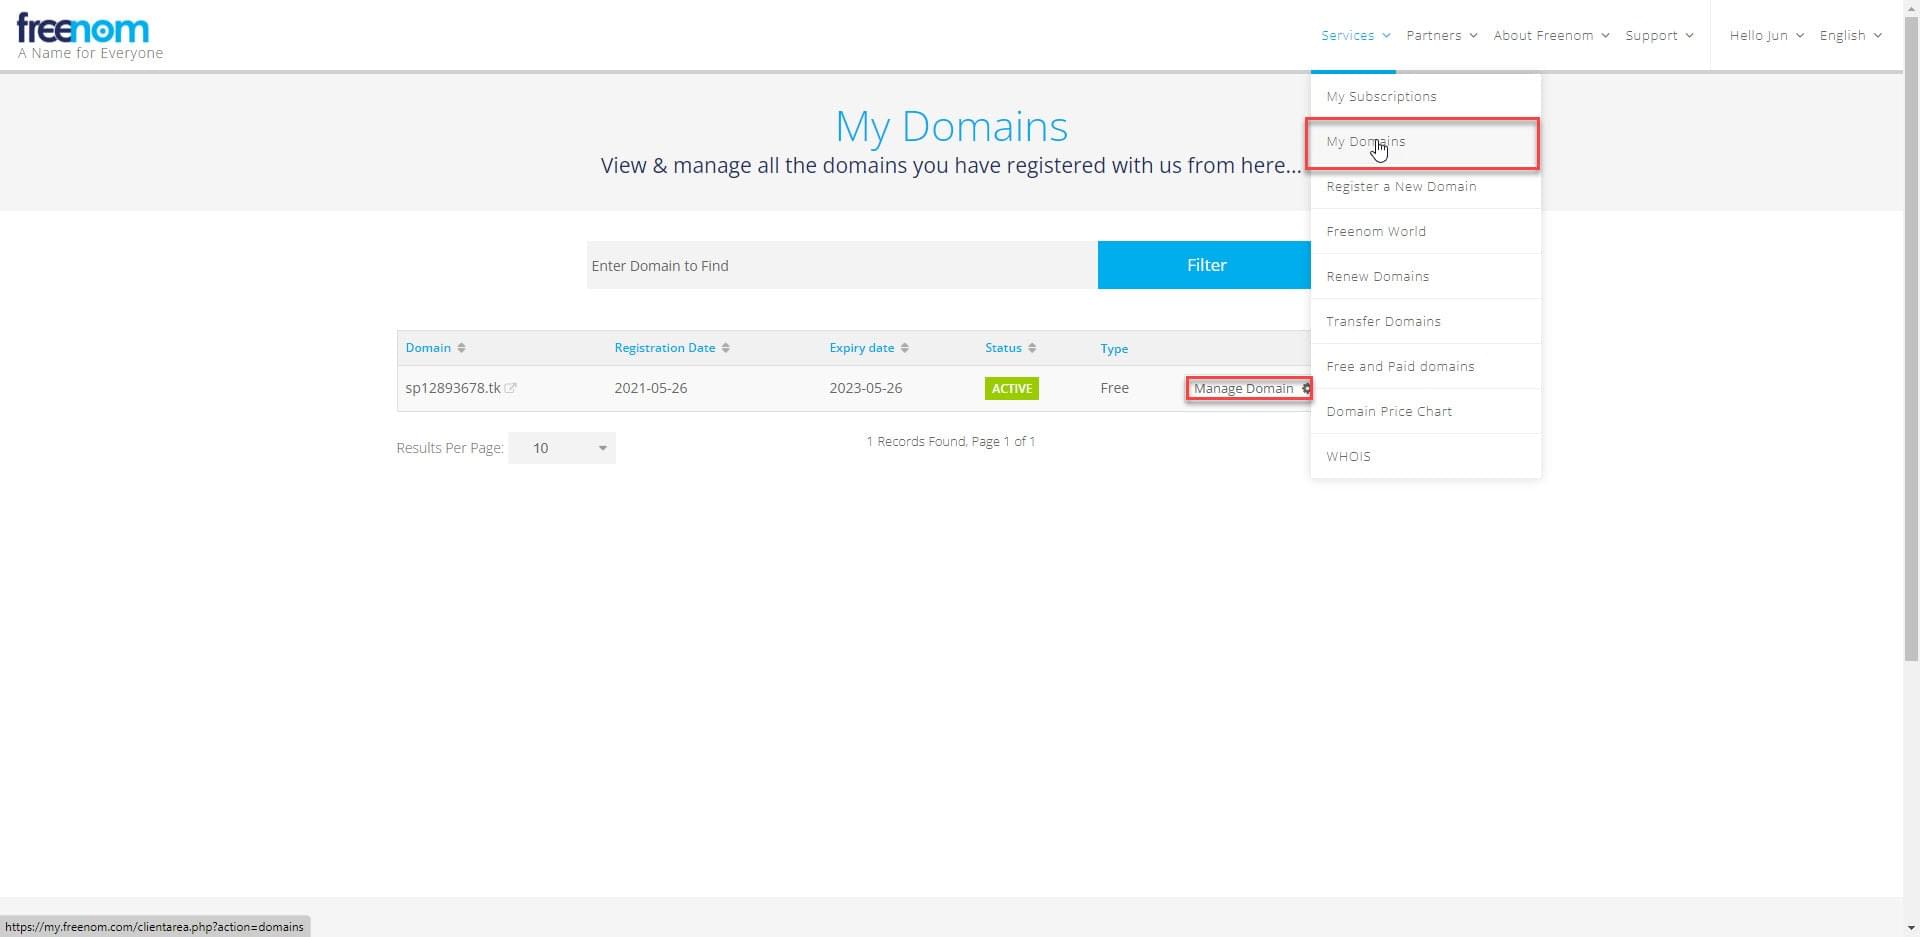 freenom
A Name for Everyone
Services Partners About Freenom Support Hello Jun English
My Subscriptions
My Domains
Register a New Domain
Freenom World
Renew Domains
Transfer Domains
Free and Paid domains
Domain Price Chart
WHOIS
My Domains
View & manage all the domains you have registered with us from here...
Enter Domain to Find Filter
Domain Registration Date Expiry date Status Type
sp12893678.tk 2021-05-26 2023-05-26 ACTIVE Free Manage Domain
Results Per Page: 10 1 Records Found, Page 1 of 1
https://my.freenom.com/clientarea.php?action=domains